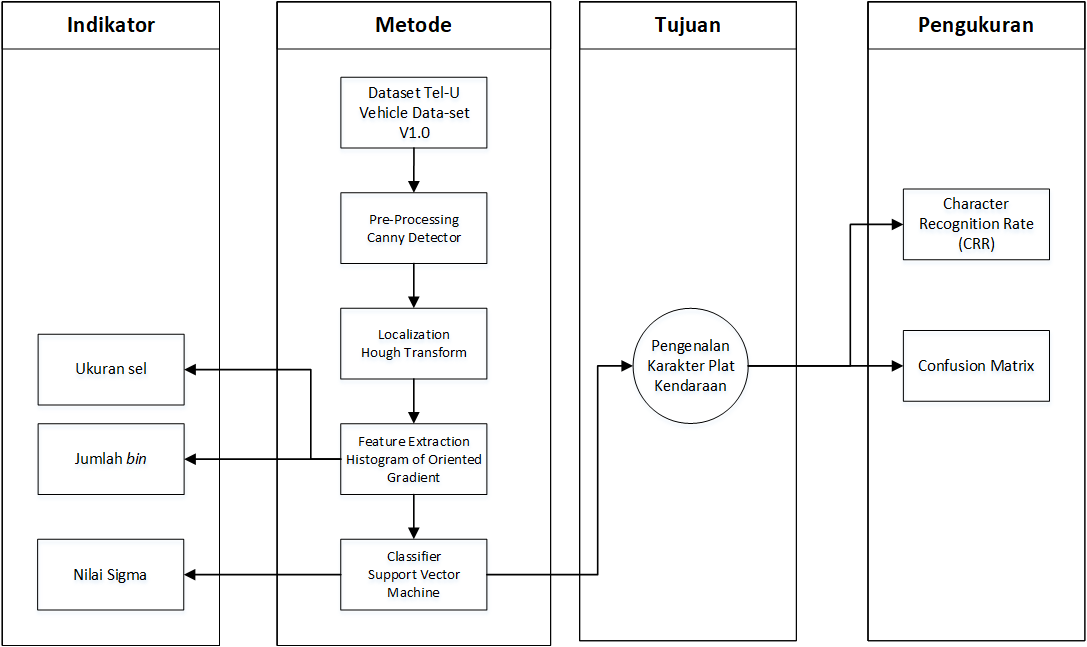 Indikator
Metode
Tujuan
Pengukuran
Dataset Tel-U
Vehicle Data-set
V1.0
Pre-Processing
Canny Detector
Localization
Hough Transform
Feature Extraction
Histogram of Oriented
Gradient
Classifier
Support Vector
Machine
Ukuran sel
Jumlah bin
Nilai Sigma
Pengenalan
Karakter Plat
Kendaraan
Character
Recognition Rate
(CRR)
Confusion Matrix